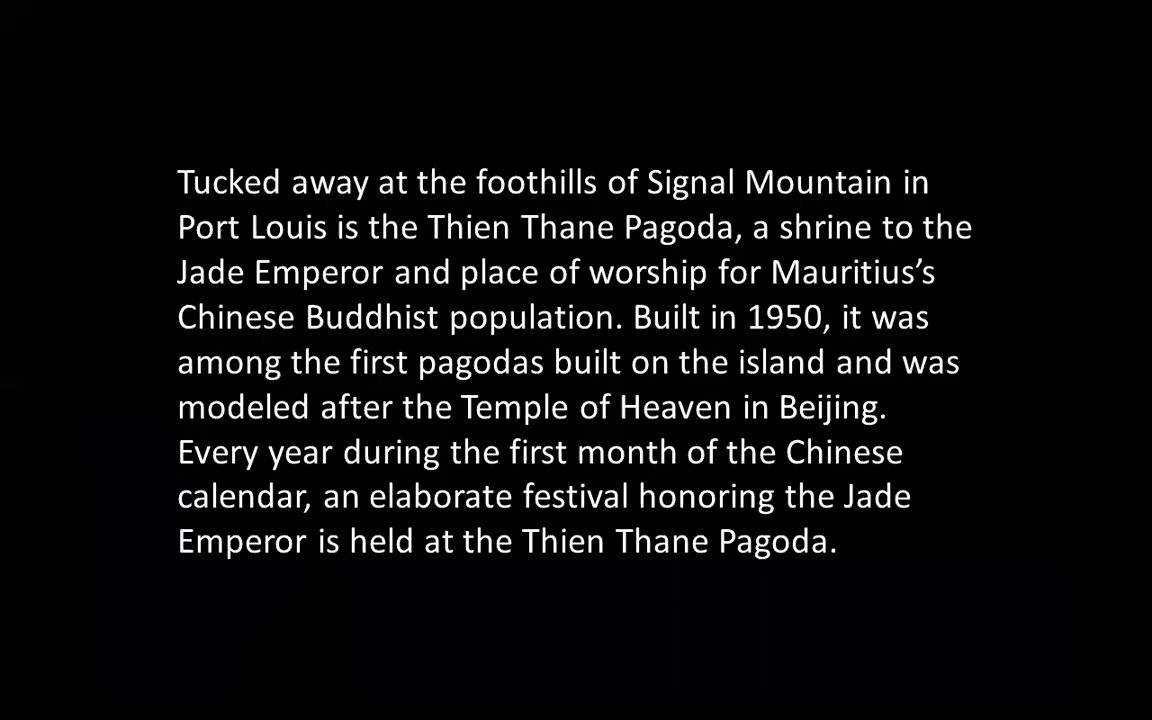 Tucked away at the foothills of Signal Mountain in
Port Louis is the Thien Thane Pagoda, a shrine to the
Jade Emperor and place of worship for Mauritius’s
Chinese Buddhist population. Built in 1950, it was
among the first pagodas built on the island and was
modeled after the Temple of Heaven in Beijing.
Every year during the first month of the Chinese
calendar, an elaborate festival honoring the Jade
Emperor is held at the Thien Thane Pagoda.